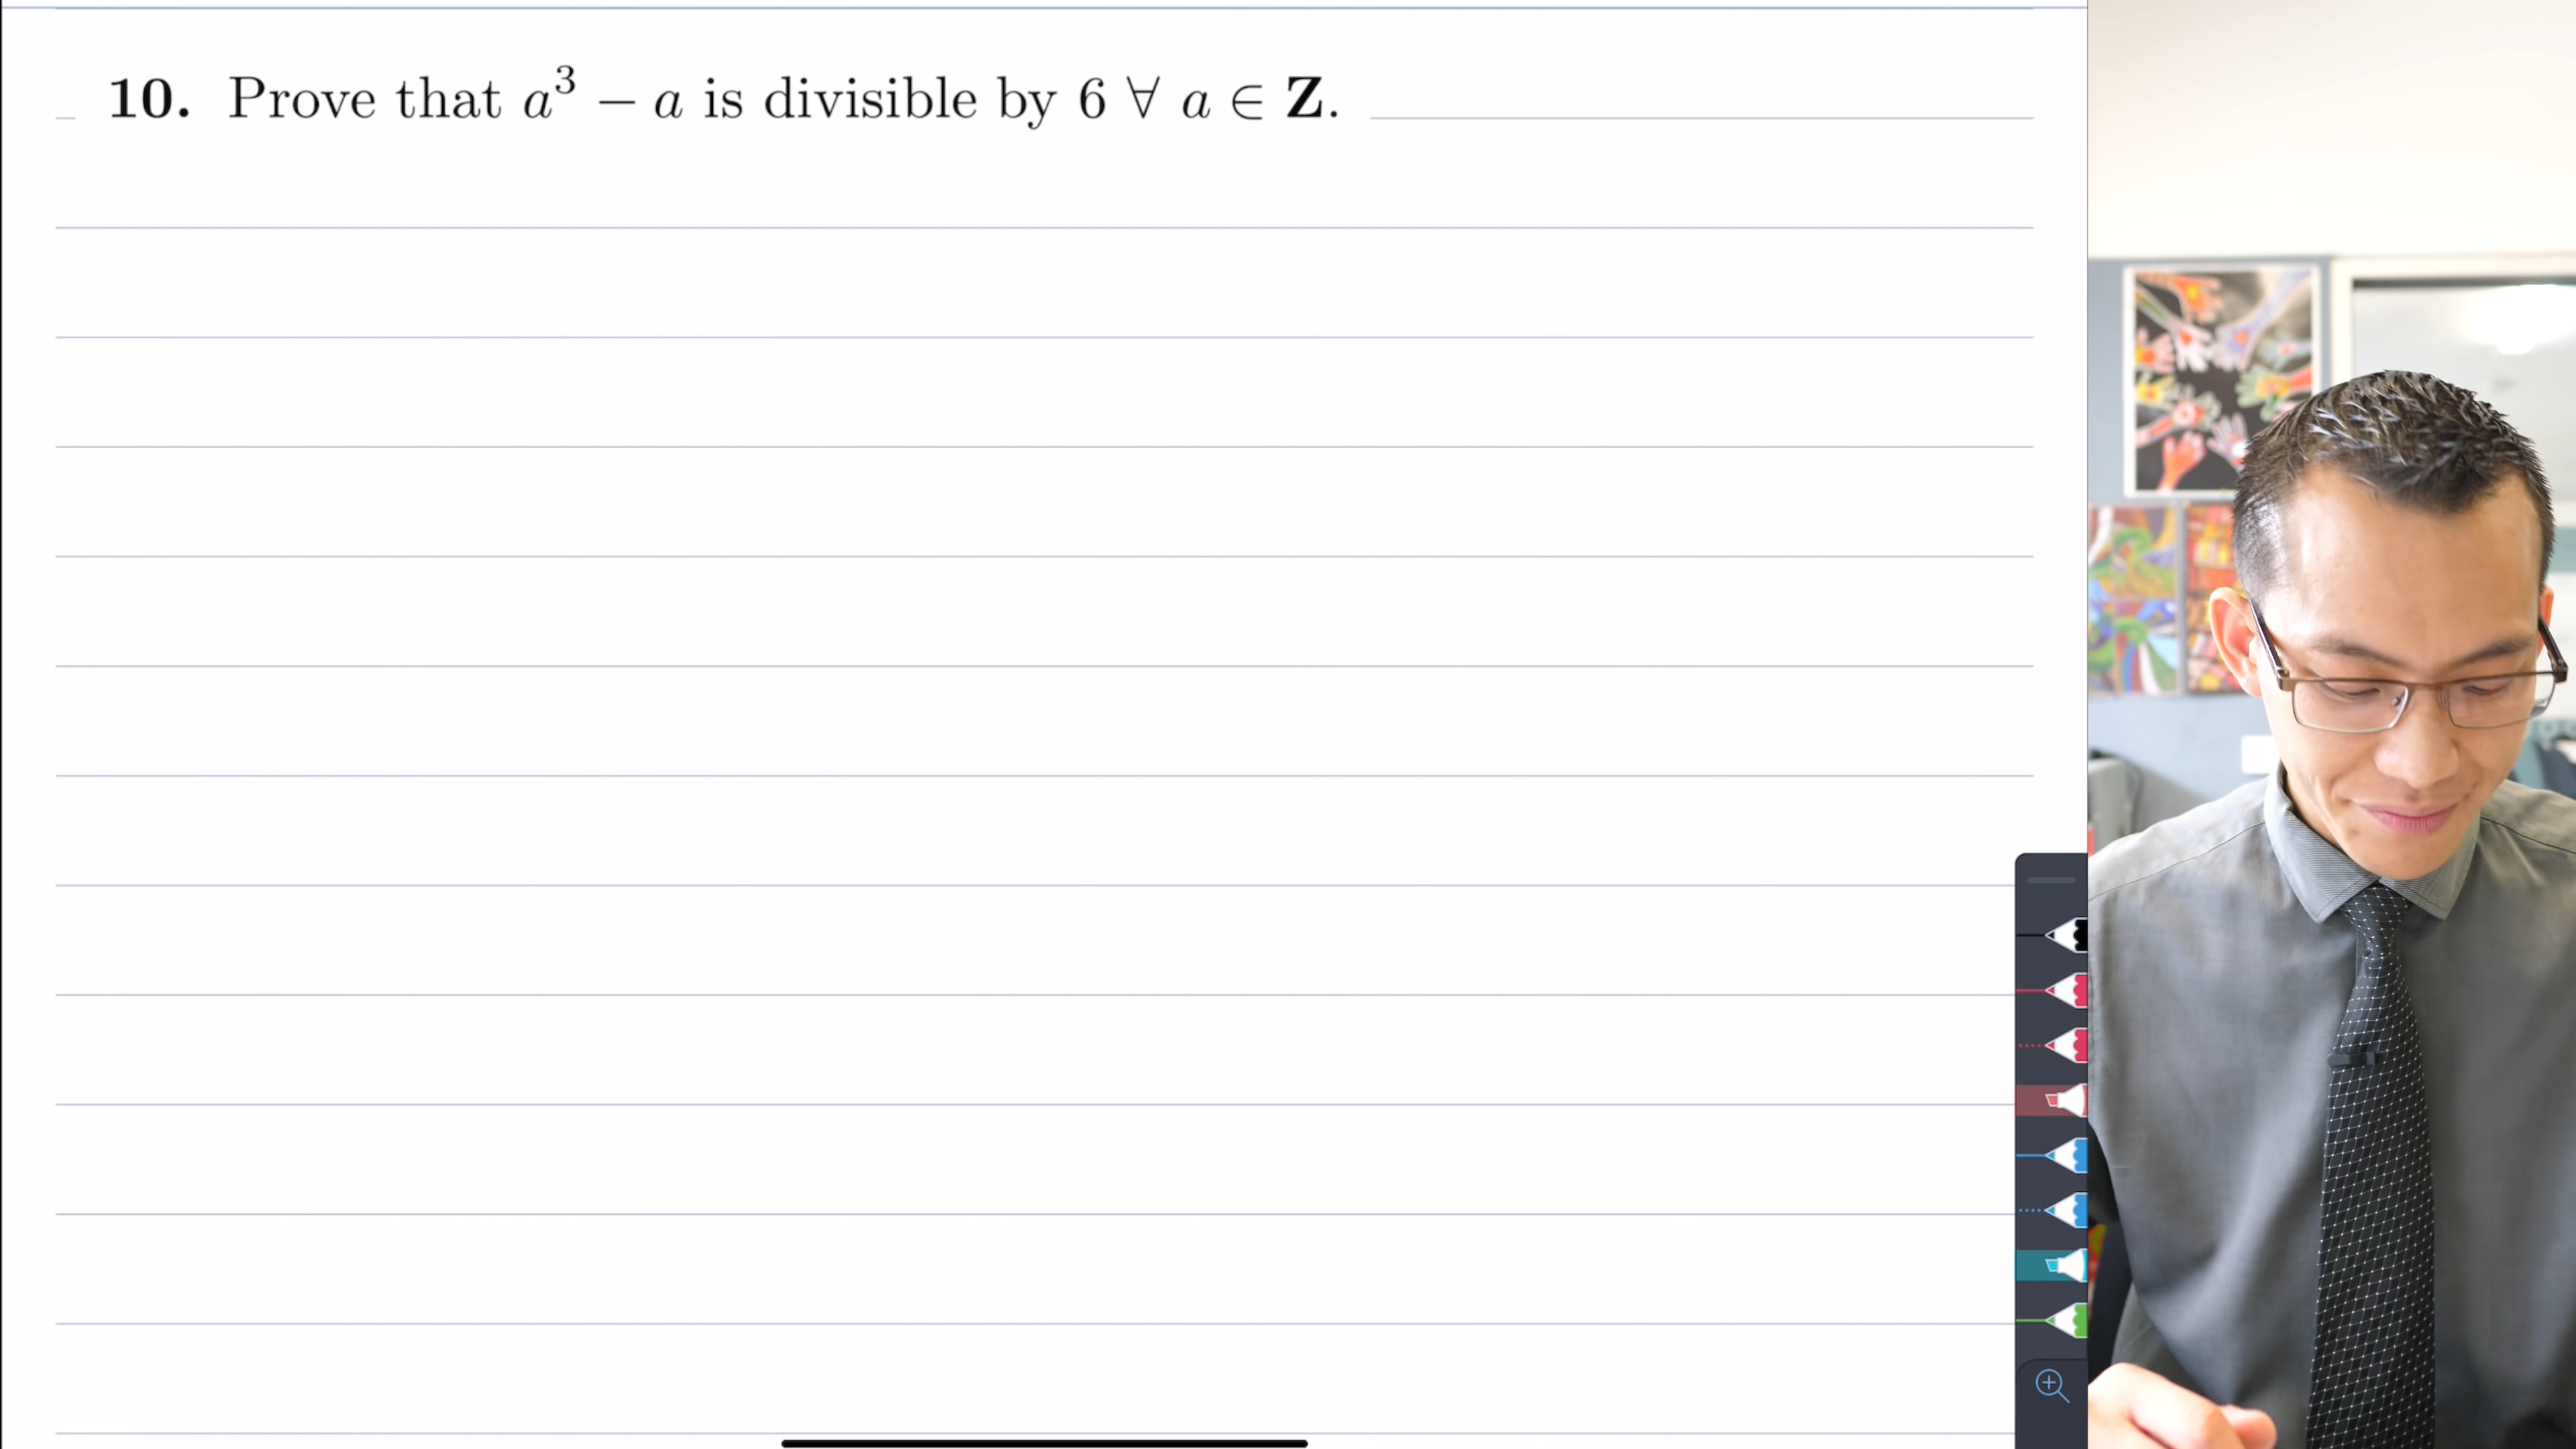 10. Prove that a³ − a is divisible by 6 ∀ a ∈ Z.